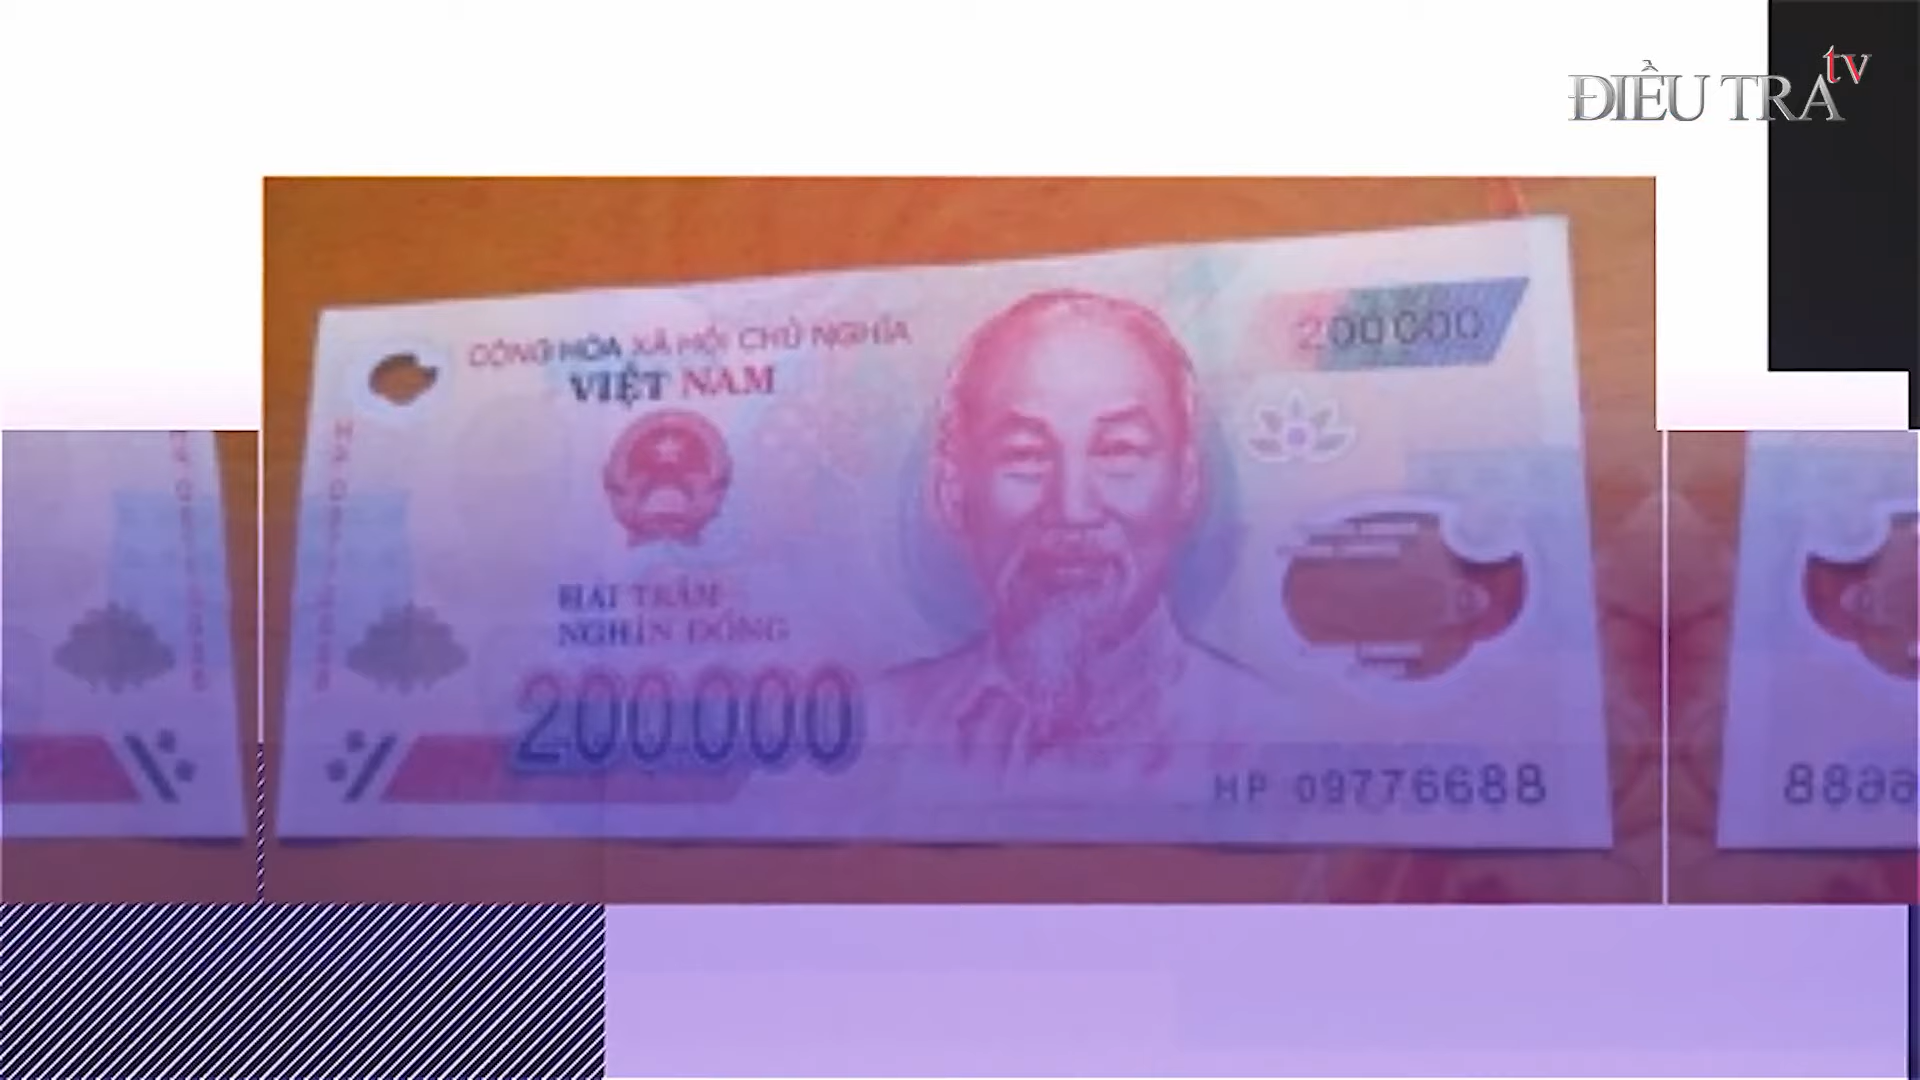 ĐIỀU TRA tv
CỘNG HÒA XÃ HỘI CHỦ NGHĨA
VIỆT NAM
200000
HAI TRĂM
NGHÌN ĐỒNG
200000
HP 09776688